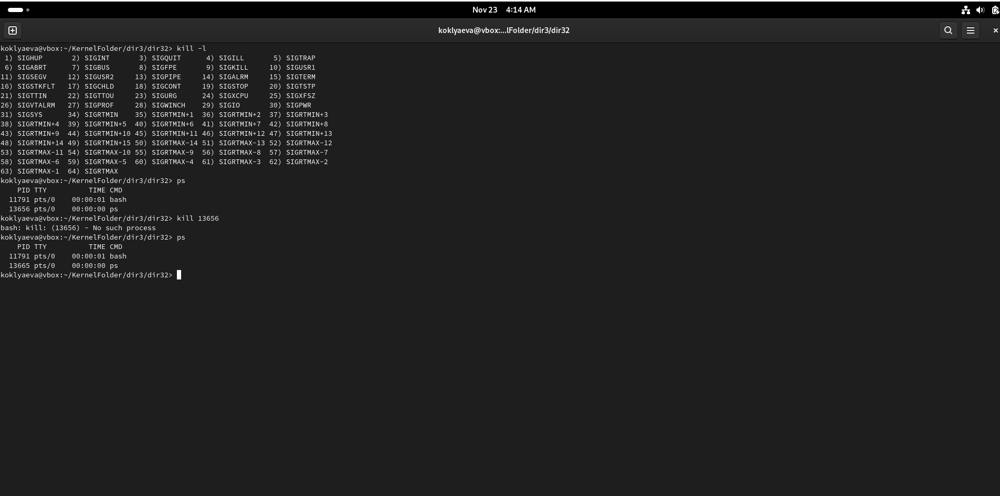 Nov 23 4:14 AM
koklyaeva@vbox:...lFolder/dir3/dir32
koklyaeva@vbox:~/KernelFolder/dir3/dir32> kill -l
 1) SIGHUP       2) SIGINT       3) SIGQUIT      4) SIGILL       5) SIGTRAP
 6) SIGABRT      7) SIGBUS       8) SIGFPE       9) SIGKILL     10) SIGUSR1
11) SIGSEGV     12) SIGUSR2     13) SIGPIPE     14) SIGALRM     15) SIGTERM
16) SIGSTKFLT   17) SIGCHLD     18) SIGCONT     19) SIGSTOP     20) SIGTSTP
21) SIGTTIN     22) SIGTTOU     23) SIGURG      24) SIGXCPU     25) SIGXFSZ
26) SIGVTALRM   27) SIGPROF     28) SIGWINCH    29) SIGIO       30) SIGPWR
31) SIGSYS      34) SIGRTMIN    35) SIGRTMIN+1  36) SIGRTMIN+2  37) SIGRTMIN+3
38) SIGRTMIN+4  39) SIGRTMIN+5  40) SIGRTMIN+6  41) SIGRTMIN+7  42) SIGRTMIN+8
43) SIGRTMIN+9  44) SIGRTMIN+10 45) SIGRTMIN+11 46) SIGRTMIN+12 47) SIGRTMIN+13
48) SIGRTMIN+14 49) SIGRTMIN+15 50) SIGRTMAX-14 51) SIGRTMAX-13 52) SIGRTMAX-12
53) SIGRTMAX-11 54) SIGRTMAX-10 55) SIGRTMAX-9  56) SIGRTMAX-8  57) SIGRTMAX-7
58) SIGRTMAX-6  59) SIGRTMAX-5  60) SIGRTMAX-4  61) SIGRTMAX-3  62) SIGRTMAX-2
63) SIGRTMAX-1  64) SIGRTMAX
koklyaeva@vbox:~/KernelFolder/dir3/dir32> ps
    PID TTY          TIME CMD
  11791 pts/0    00:00:01 bash
  13656 pts/0    00:00:00 ps
koklyaeva@vbox:~/KernelFolder/dir3/dir32> kill 13656
bash: kill: (13656) - No such process
koklyaeva@vbox:~/KernelFolder/dir3/dir32> ps
    PID TTY          TIME CMD
  11791 pts/0    00:00:01 bash
  13665 pts/0    00:00:00 ps
koklyaeva@vbox:~/KernelFolder/dir3/dir32>